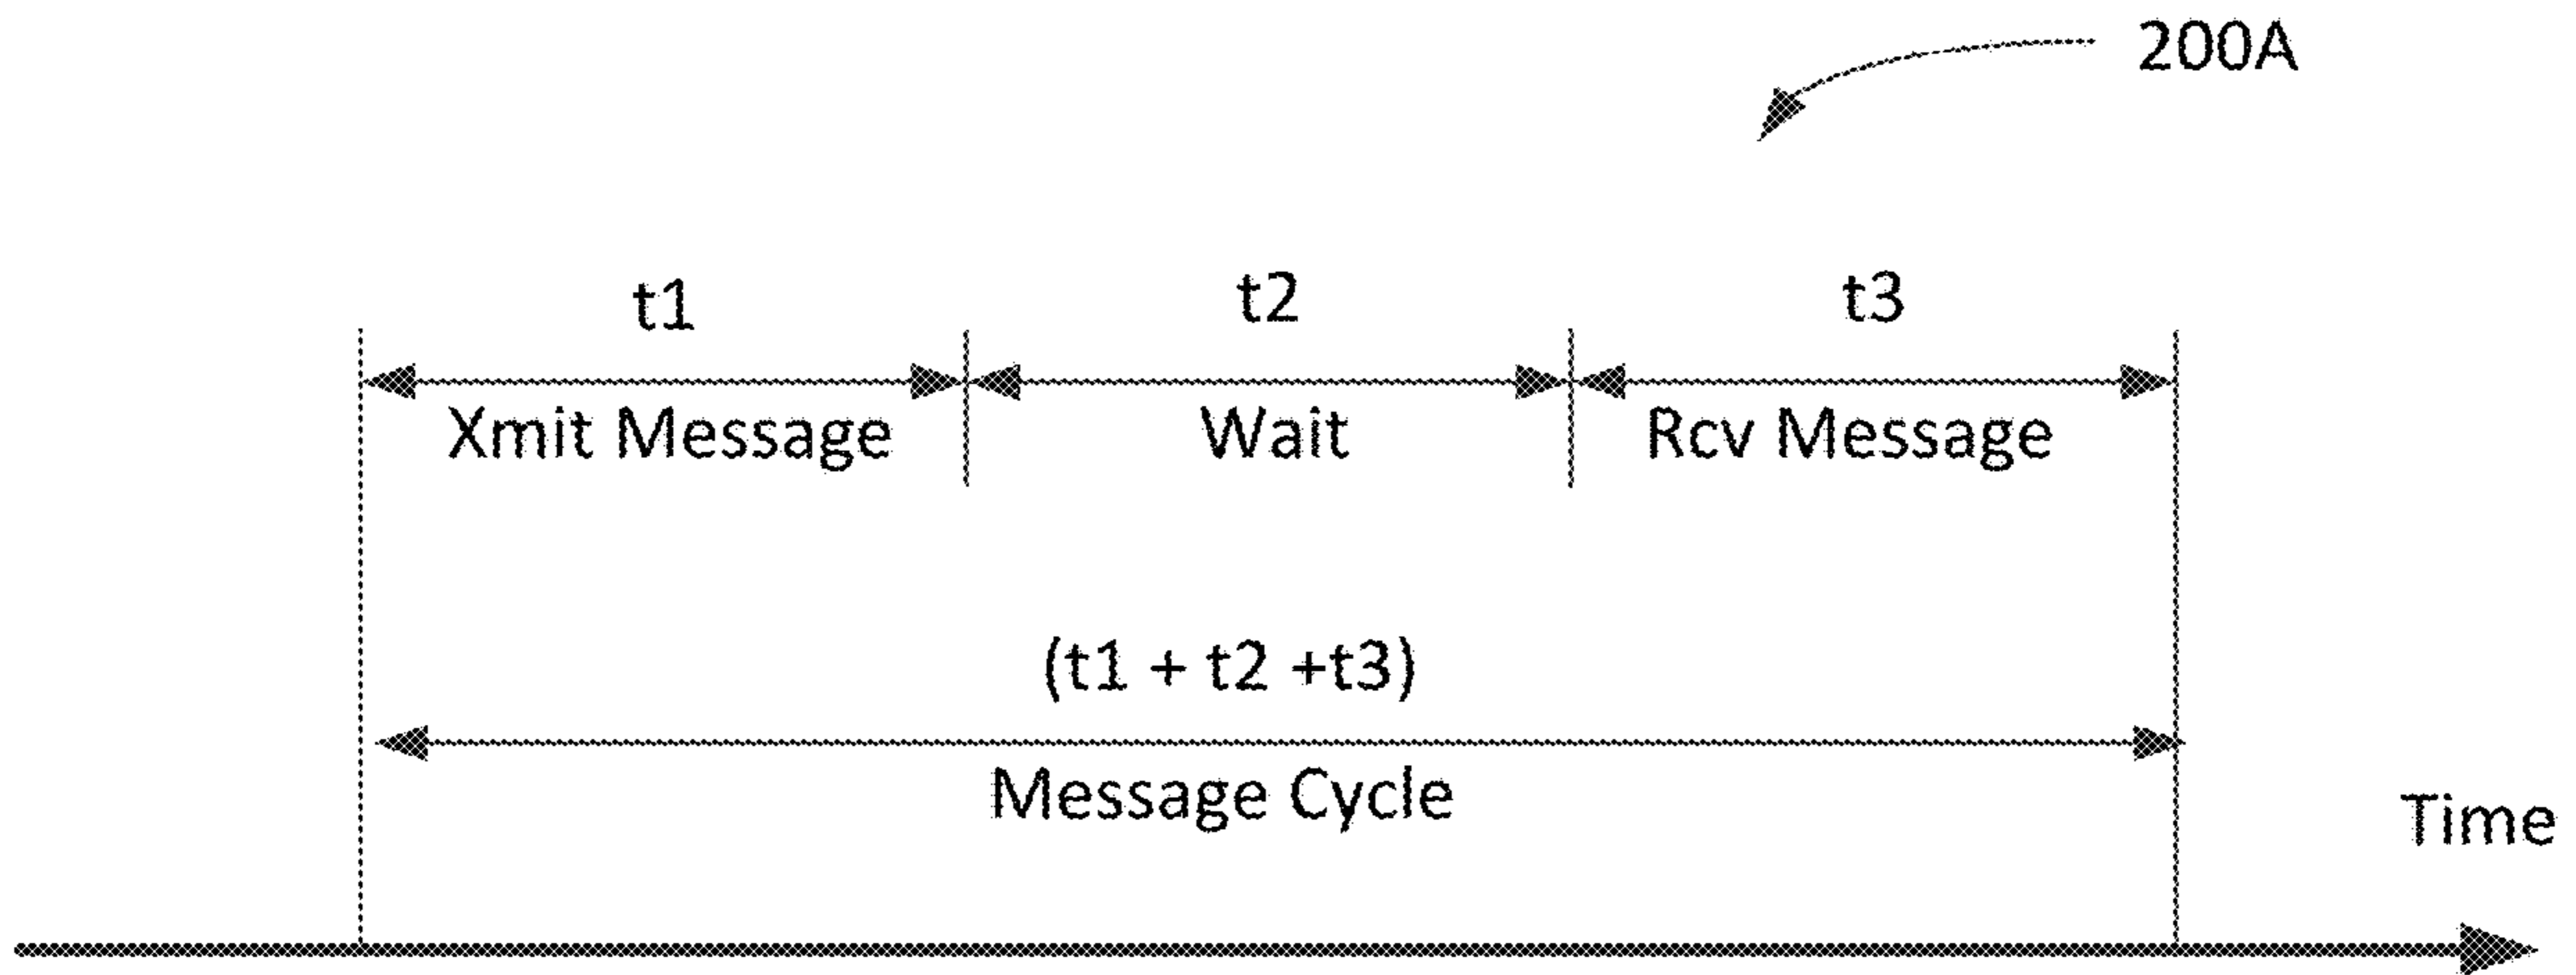 200A
t1
t2
t3
Xmit Message
Wait
Rcv Message
(t1 + t2 +t3)
Message Cycle
Time